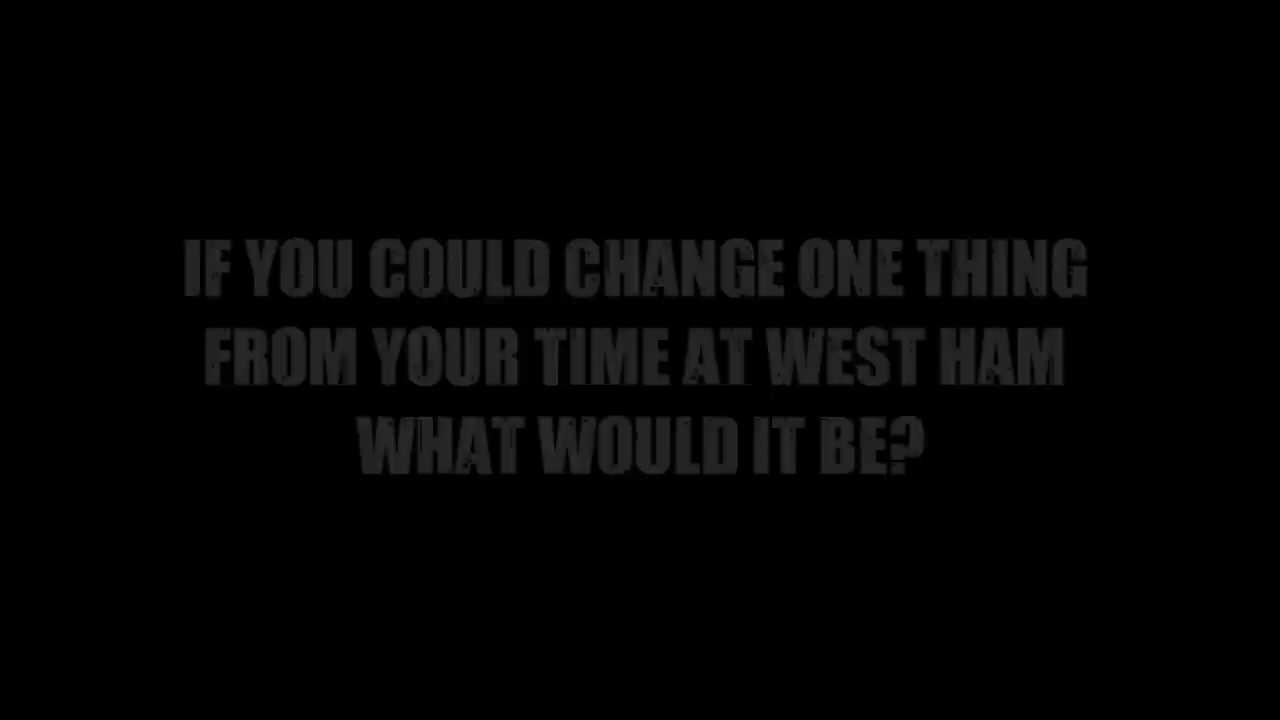 IF YOU COULD CHANGE ONE THING
FROM YOUR TIME AT WEST HAM
WHAT WOULD IT BE?